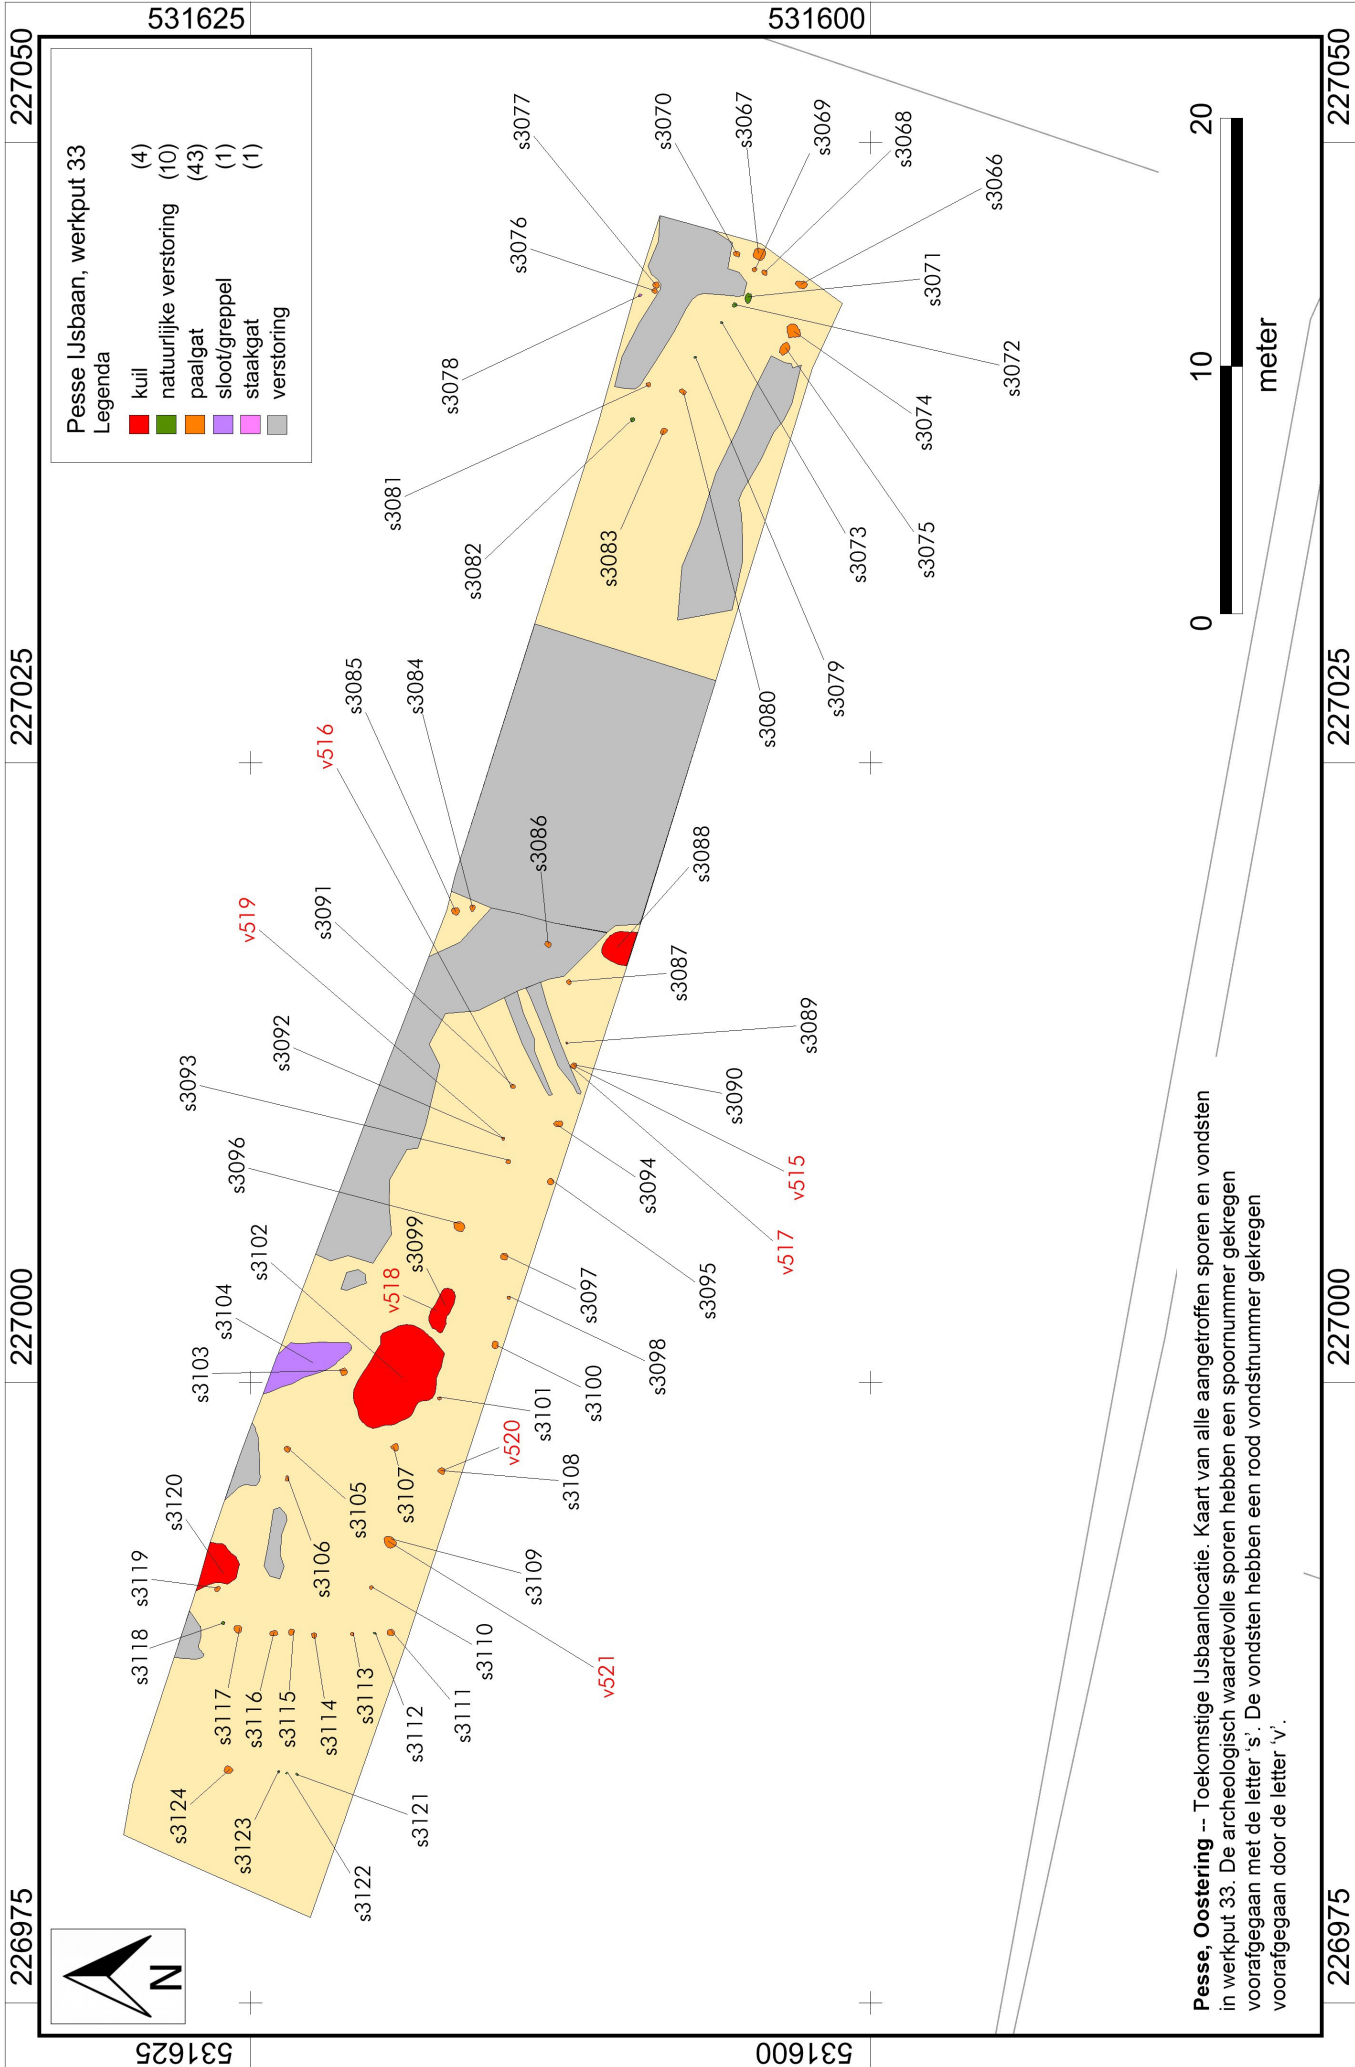 226975
227000
227025
227050
531625
531625
531600
531600
226975
227000
227025
227050
N
Pesse IJsbaan, werkput 33
Legenda
kuil (4)
natuurlijke verstoring (10)
paalgat (43)
sloot/greppel (1)
staakgat (1)
verstoring
s3124
s3123
s3122
s3121
s3118
s3119
s3120
s3117
s3116
s3115
s3114
s3113
s3112
s3111
s3110
s3109
v521
s3106
s3105
s3107
s3108
v520
s3101
s3103
s3104
s3102
v518
s3099
s3100
s3098
s3097
s3096
s3095
s3094
s3093
s3092
v519
s3091
v516
v517
v515
s3090
s3089
s3087
s3088
s3086
s3085
s3084
s3083
s3082
s3081
s3080
s3079
s3078
s3076
s3077
s3073
s3075
s3074
s3072
s3071
s3070
s3067
s3069
s3068
s3066
0 10 20
meter
Pesse, Oostering -- Toekomstige IJsbaanlocatie. Kaart van alle aangetroffen sporen en vondsten
in werkput 33. De archeologisch waardevolle sporen hebben een spoornummer gekregen
voorafgegaan met de letter ‘s’. De vondsten hebben een rood vondstnummer gekregen
voorafgegaan door de letter ‘v’.